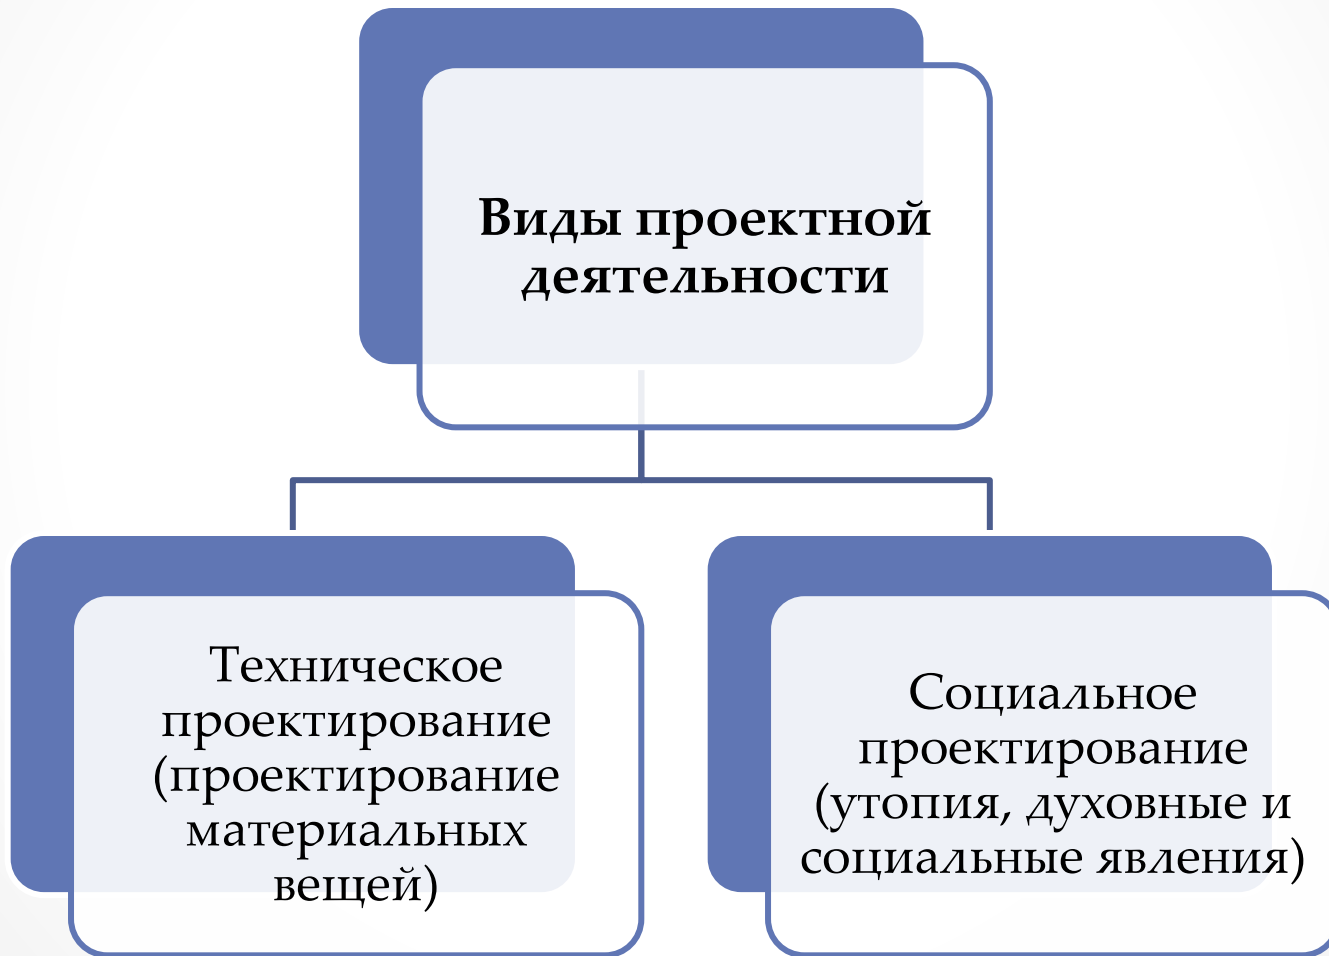 Виды проектной
деятельности
Техническое
проектирование
(проектирование
материальных
вещей)
Социальное
проектирование
(утопия, духовные и
социальные явления)